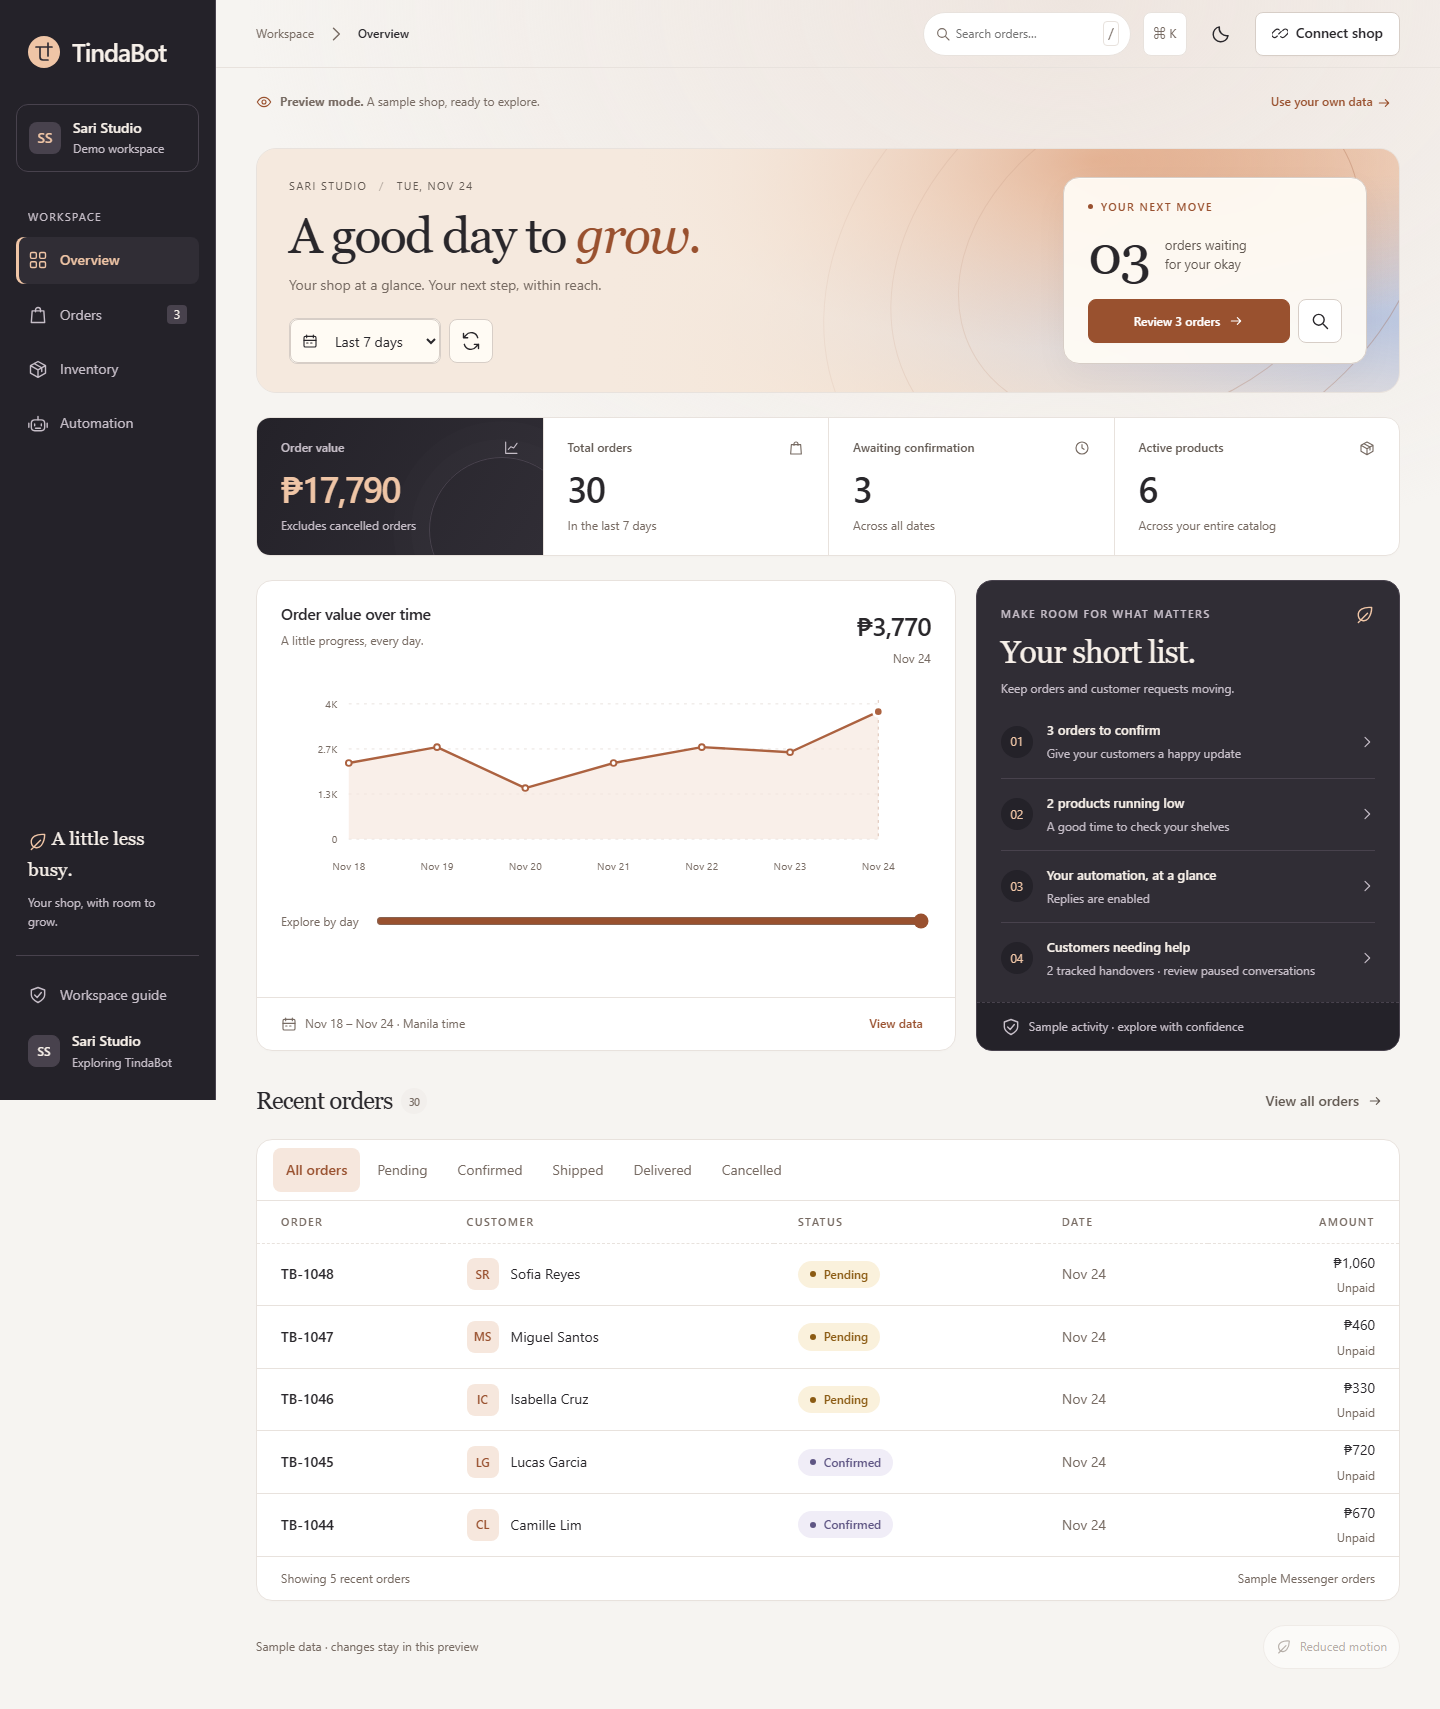 TindaBot
SS
Sari Studio
Demo workspace
WORKSPACE
Overview
Orders
3
Inventory
Automation
A little less
busy.
Your shop, with room to
grow.
Workspace guide
SS
Sari Studio
Exploring TindaBot
Workspace
Overview
Search orders...
/
⌘ K
Connect shop
Preview mode. A sample shop, ready to explore.
Use your own data →
SARI STUDIO / TUE, NOV 24
A good day to grow.
Your shop at a glance. Your next step, within reach.
Last 7 days
YOUR NEXT MOVE
03
orders waiting
for your okay
Review 3 orders →
Order value
₱17,790
Excludes cancelled orders
Total orders
30
In the last 7 days
Awaiting confirmation
3
Across all dates
Active products
6
Across your entire catalog
Order value over time
A little progress, every day.
₱3,770
Nov 24
4K
2.7K
1.3K
0
Nov 18 Nov 19 Nov 20 Nov 21 Nov 22 Nov 23 Nov 24
Explore by day
Nov 18 – Nov 24 · Manila time
View data
MAKE ROOM FOR WHAT MATTERS
Your short list.
Keep orders and customer requests moving.
01
3 orders to confirm
Give your customers a happy update
02
2 products running low
A good time to check your shelves
03
Your automation, at a glance
Replies are enabled
04
Customers needing help
2 tracked handovers · review paused conversations
Sample activity · explore with confidence
Recent orders 30
View all orders →
All orders Pending Confirmed Shipped Delivered Cancelled
ORDER CUSTOMER STATUS DATE AMOUNT
TB-1048 SR Sofia Reyes Pending Nov 24 ₱1,060
Unpaid
TB-1047 MS Miguel Santos Pending Nov 24 ₱460
Unpaid
TB-1046 IC Isabella Cruz Pending Nov 24 ₱330
Unpaid
TB-1045 LG Lucas Garcia Confirmed Nov 24 ₱720
Unpaid
TB-1044 CL Camille Lim Confirmed Nov 24 ₱670
Unpaid
Showing 5 recent orders
Sample Messenger orders
Sample data · changes stay in this preview
Reduced motion